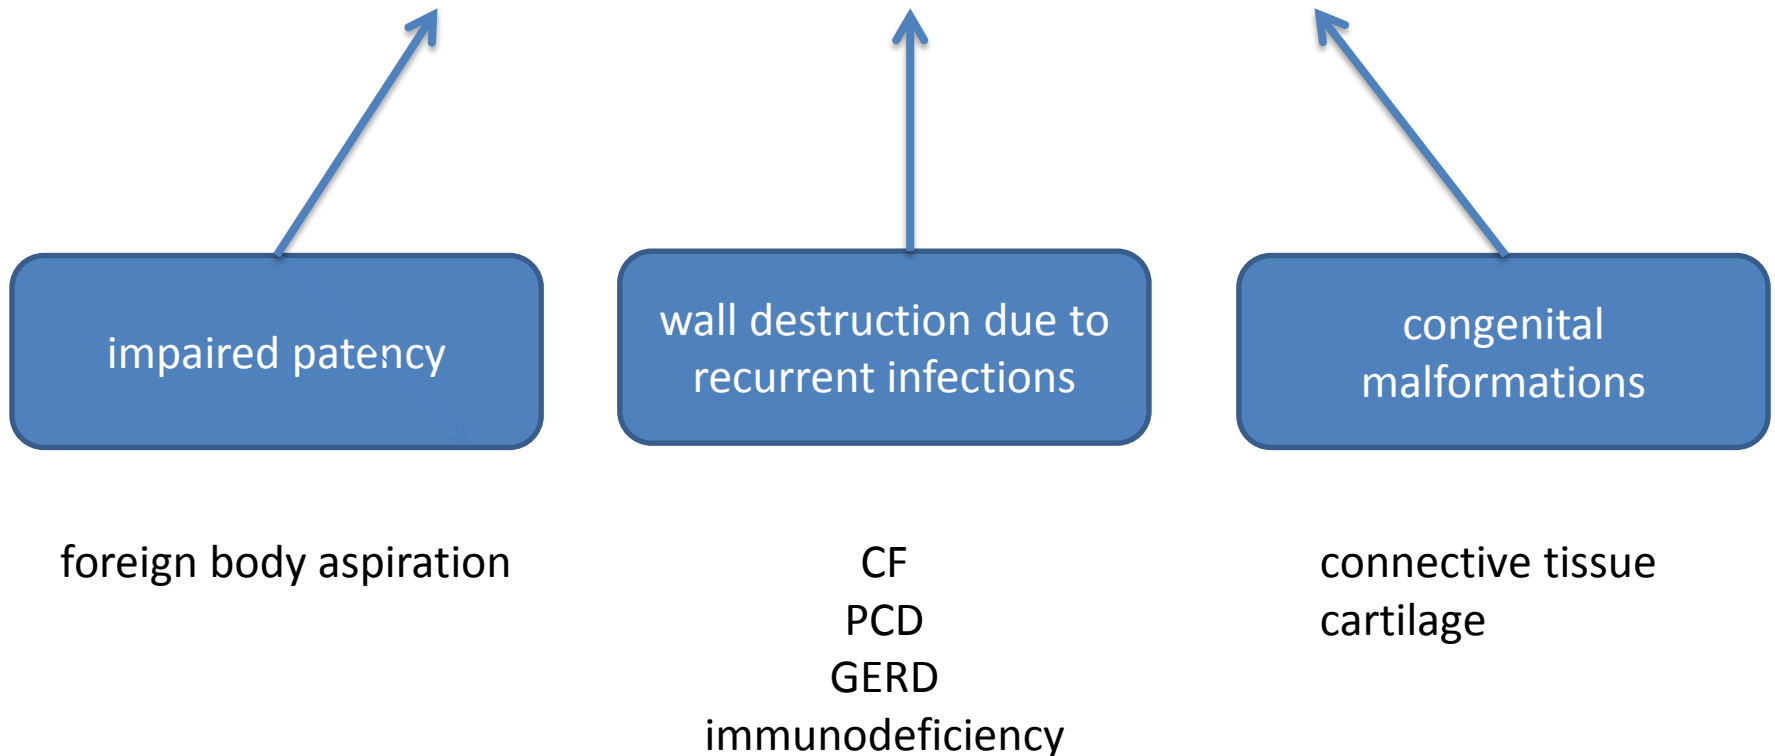 impaired patency
wall destruction due to
recurrent infections
congenital
malformations
foreign body aspiration
CF
PCD
GERD
immunodeficiency
connective tissue
cartilage